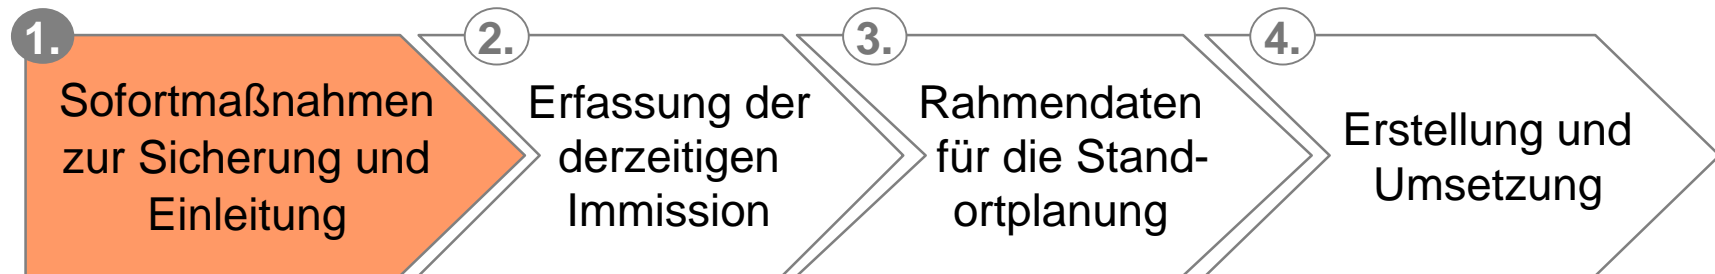 1.
Sofortmaßnahmen
zur Sicherung und
Einleitung
2.
Erfassung der
derzeitigen
Immission
3.
Rahmendaten
für die Stand-
ortplanung
4.
Erstellung und
Umsetzung